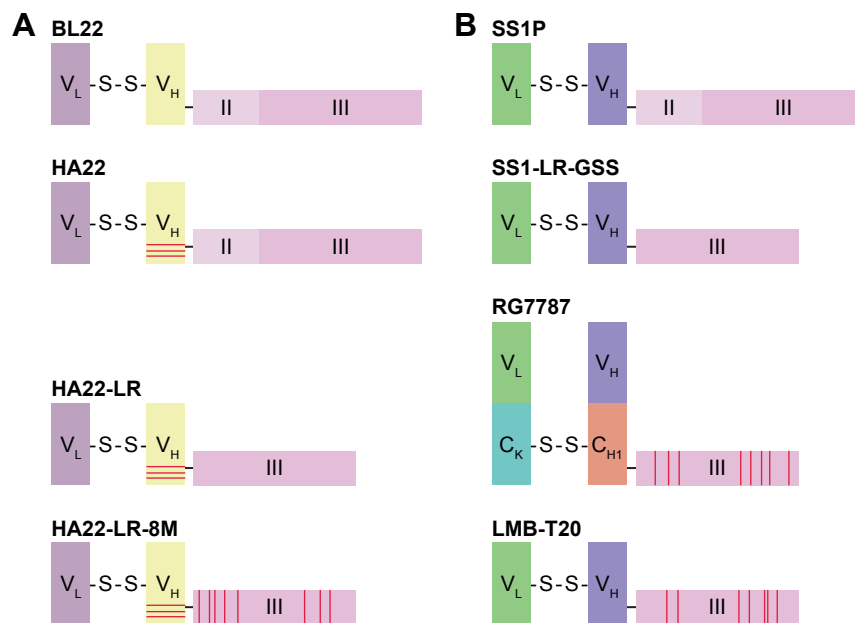 A
BL22
VL -S-S- VH
II III
HA22
VL -S-S- VH
II III
HA22-LR
VL -S-S- VH
III
HA22-LR-8M
VL -S-S- VH
III
B
SS1P
VL -S-S- VH
II III
SS1-LR-GSS
VL -S-S- VH
III
RG7787
VL VH
CK -S-S- CH1
III
LMB-T20
VL -S-S- VH
III